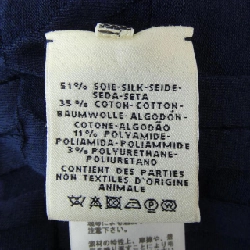 51% SOIE-SILK-SEIDE-
SEDA-SETA
35% COTON-COTTON-
BAUMWOLLE-ALGODÓN-
COTONE-ALGODÃO
11% POLYAMIDE-
POLIAMIDA-POLIAMMIDE
3% POLYURETHANE-
POLIURETANO
CONTIENT DES PARTIES
NON TEXTILES D'ORIGINE
ANIMALE